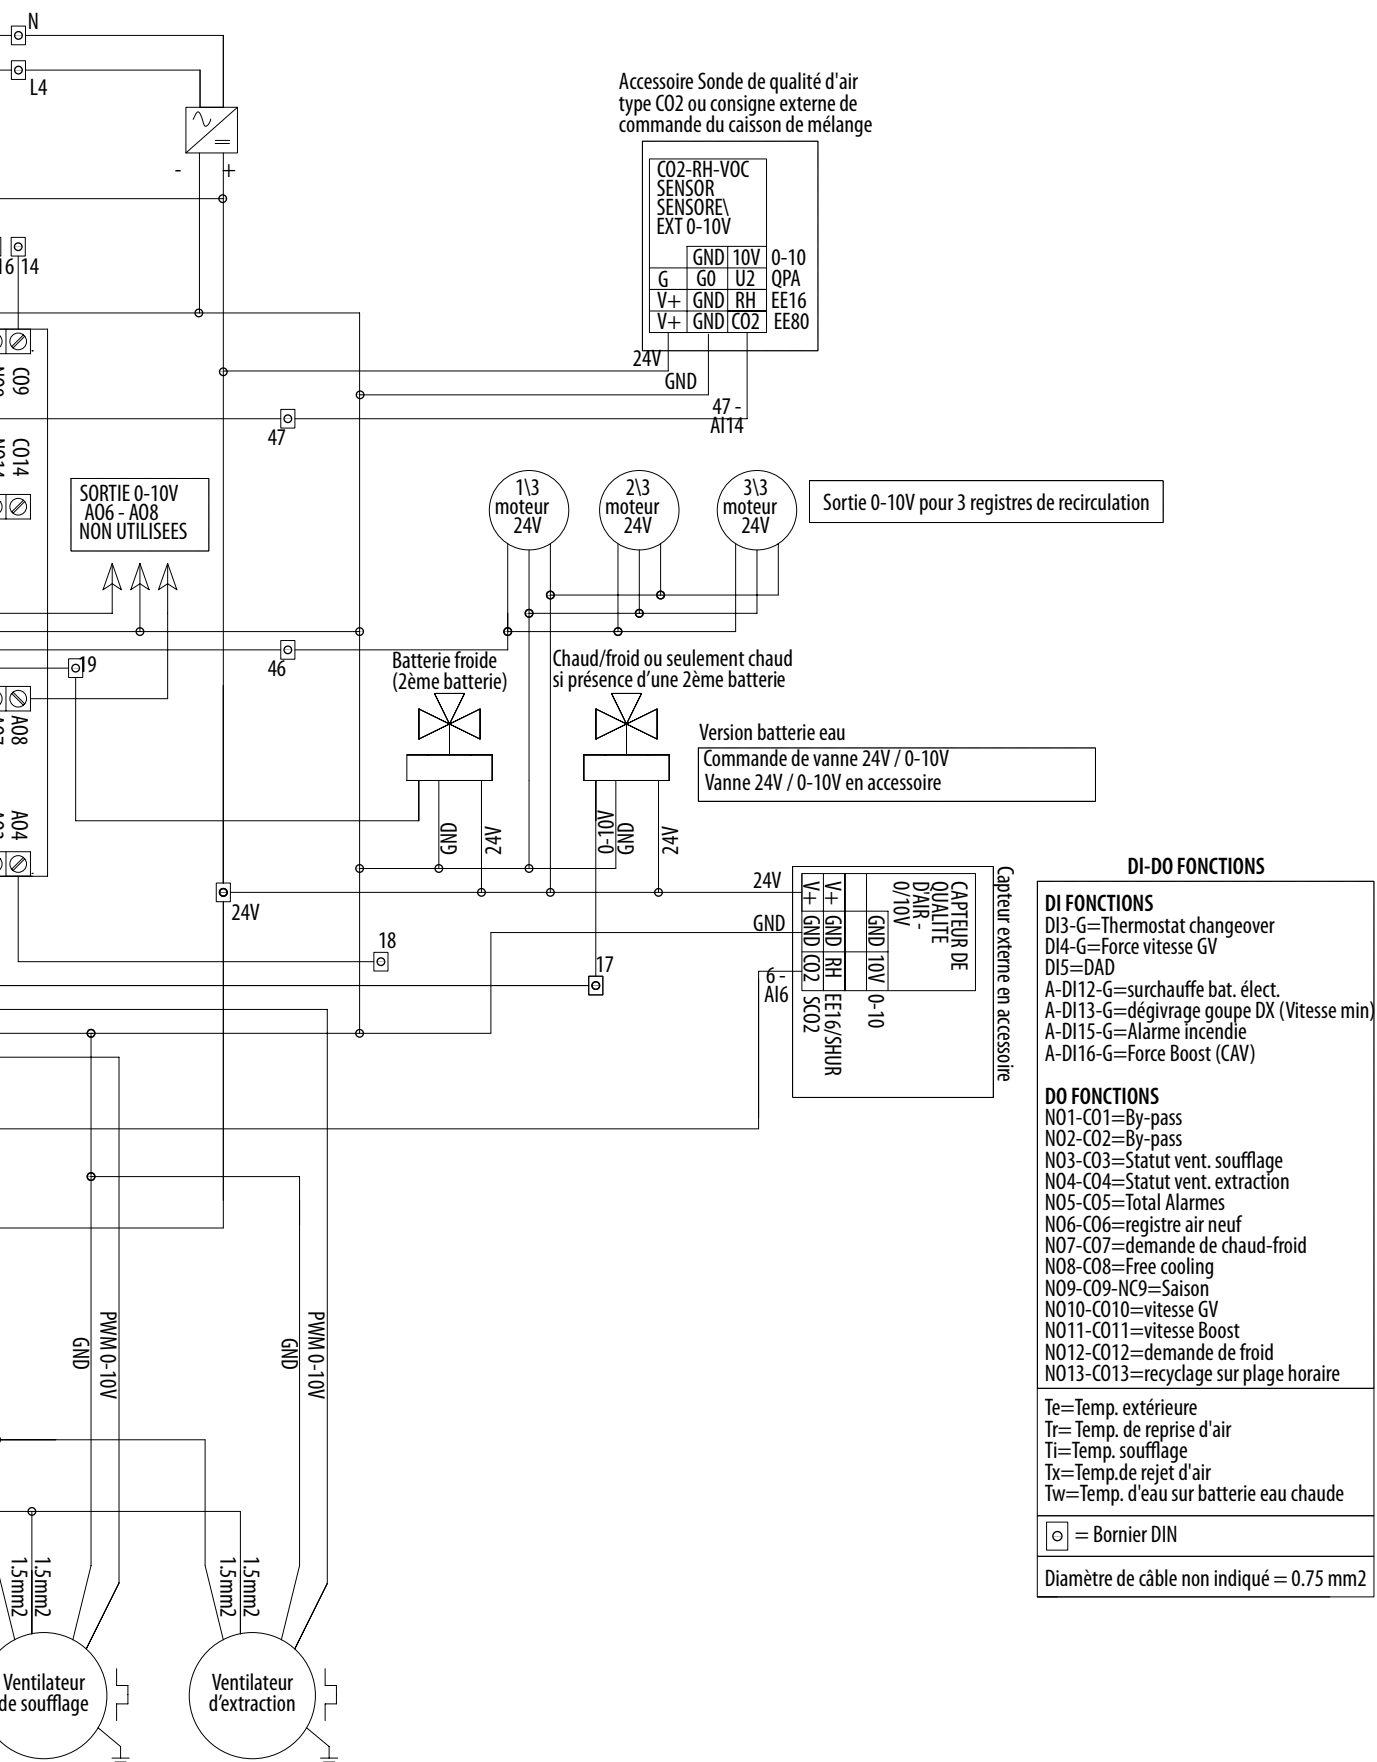 N
L4
Accessoire Sonde de qualité d'air
type CO2 ou consigne externe de
commande du caisson de mélange
- +
CO2-RH-VOC
SENSOR
SENSORE\
EXT 0-10V
GND 10V 0-10
G G0 U2 QPA
V+ GND RH EE16
V+ GND CO2 EE80
16 14
24V
GND
CO9
47 -
AI14
47
CO14
SORTIE 0-10V
AO6 - AO8
NON UTILISEES
1\3
moteur
24V
2\3
moteur
24V
3\3
moteur
24V
Sortie 0-10V pour 3 registres de recirculation
46
19
Batterie froide
(2ème batterie)
Chaud/froid ou seulement chaud
si présence d’une 2ème batterie
AO8
Version batterie eau
Commande de vanne 24V / 0-10V
Vanne 24V / 0-10V en accessoire
AO4
GND
24V
0-10V
GND
24V
24V
24V
GND
6 -
AI6
18
17
Capteur externe en accessoire
CAPTEUR DE
QUALITE
D'AIR -
0/10V
GND 10V 0-10
V+ GND RH EE16/SHUR
V+ GND CO2 SCO2
DI-DO FONCTIONS
DI FONCTIONS
DI3-G=Thermostat changeover
DI4-G=Force vitesse GV
DI5=DAD
A-DI12-G=surchauffe bat. élect.
A-DI13-G=dégivrage goupe DX (Vitesse min)
A-DI15-G=Alarme incendie
A-DI16-G=Force Boost (CAV)
DO FONCTIONS
NO1-CO1=By-pass
NO2-CO2=By-pass
NO3-CO3=Statut vent. soufflage
NO4-CO4=Statut vent. extraction
NO5-CO5=Total Alarmes
NO6-CO6=registre air neuf
NO7-CO7=demande de chaud-froid
NO8-CO8=Free cooling
NO9-CO9-NC9=Saison
NO10-CO10=vitesse GV
NO11-CO11=vitesse Boost
NO12-CO12=demande de froid
NO13-CO13=recyclage sur plage horaire
Te=Temp. extérieure
Tr= Temp. de reprise d'air
Ti=Temp. soufflage
Tx=Temp.de rejet d'air
Tw=Temp. d'eau sur batterie eau chaude
= Bornier DIN
Diamètre de câble non indiqué = 0.75 mm2
GND
PWM 0-10V
GND
PWM 0-10V
1.5mm2
1.5mm2
1.5mm2
1.5mm2
Ventilateur
de soufflage
Ventilateur
d’extraction